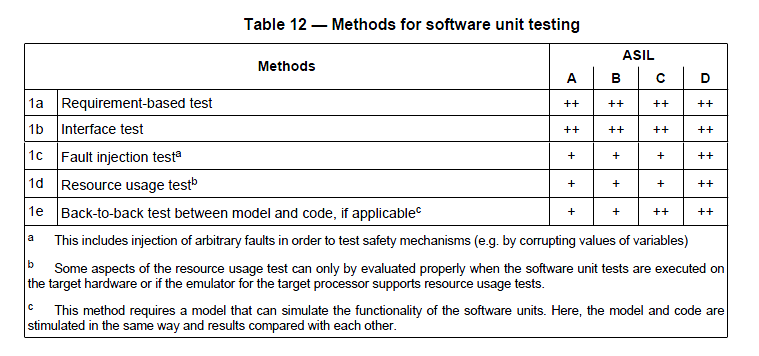 Table 12 — Methods for software unit testing
Methods ASIL
A B C D
1a Requirement-based test ++ ++ ++ ++
1b Interface test ++ ++ ++ ++
1c Fault injection testa + + + ++
1d Resource usage testb + + + ++
1e Back-to-back test between model and code, if applicablec + + ++ ++
a This includes injection of arbitrary faults in order to test safety mechanisms (e.g. by corrupting values of variables)
b Some aspects of the resource usage test can only by evaluated properly when the software unit tests are executed on
the target hardware or if the emulator for the target processor supports resource usage tests.
c This method requires a model that can simulate the functionality of the software units. Here, the model and code are
stimulated in the same way and results compared with each other.